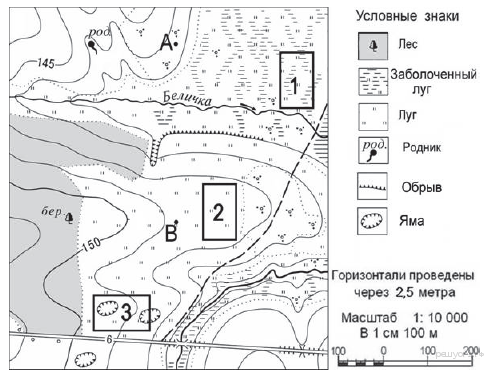 Условные знаки
Лес
Заболоченный
луг
Луг
род.
Родник
Обрыв
Яма
Горизонтали проведены
через 2,5 метра
Масштаб 1: 10 000
В 1 см 100 м
100 0 100 200
род.
А
145
1
Беличка
бер.
2
В
150
3
6